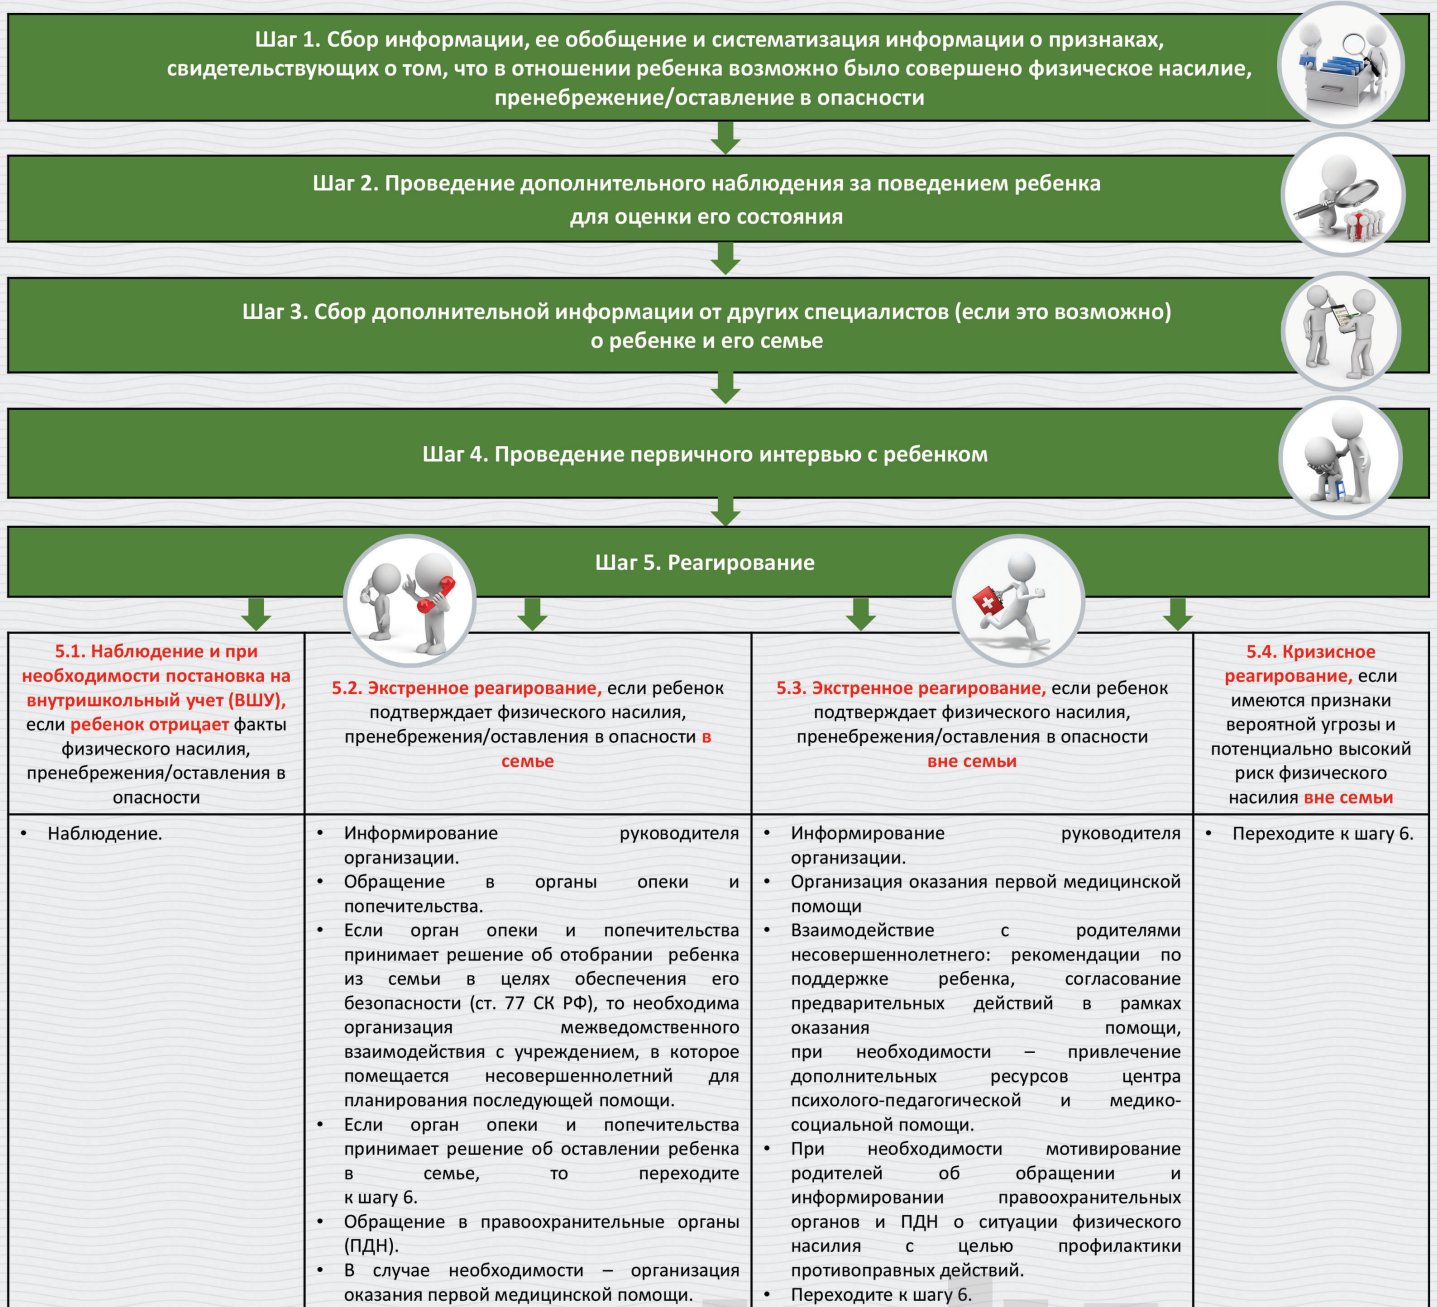 Шаг 1. Сбор информации, ее обобщение и систематизация информации о признаках,
свидетельствующих о том, что в отношении ребенка возможно было совершено физическое насилие,
пренебрежение/оставление в опасности
Шаг 2. Проведение дополнительного наблюдения за поведением ребенка
для оценки его состояния
Шаг 3. Сбор дополнительной информации от других специалистов (если это возможно)
о ребенке и его семье
Шаг 4. Проведение первичного интервью с ребенком
Шаг 5. Реагирование
5.1. Наблюдение и при
необходимости постановка на
внутришкольный учет (ВШУ),
если ребенок отрицает факты
физического насилия,
пренебрежения/оставления в
опасности
5.2. Экстренное реагирование, если ребенок
подтверждает физического насилия,
пренебрежения/оставления в опасности в
семье
5.3. Экстренное реагирование, если ребенок
подтверждает физического насилия,
пренебрежения/оставления в опасности
вне семьи
5.4. Кризисное
реагирование, если
имеются признаки
вероятной угрозы и
потенциально высокий
риск физического
насилия вне семьи
• Наблюдение.
• Информирование руководителя
организации.
• Обращение в органы опеки и
попечительства.
• Если орган опеки и попечительства
принимает решение об отобрании ребенка
из семьи в целях обеспечения его
безопасности (ст. 77 СК РФ), то необходима
организация межведомственного
взаимодействия с учреждением, в которое
помещается несовершеннолетний для
планирования последующей помощи.
• Если орган опеки и попечительства
принимает решение об оставлении ребенка
в семье, то переходите
к шагу 6.
• Обращение в правоохранительные органы
(ПДН).
• В случае необходимости – организация
оказания первой медицинской помощи.
• Информирование руководителя
организации.
• Организация оказания первой медицинской
помощи
• Взаимодействие с родителями
несовершеннолетнего: рекомендации по
поддержке ребенка, согласование
предварительных действий в рамках
оказания помощи,
при необходимости – привлечение
дополнительных ресурсов центра
психолого-педагогической и медико-
социальной помощи.
• При необходимости мотивирование
родителей об обращении и
информировании правоохранительных
органов и ПДН о ситуации физического
насилия с целью профилактики
противоправных действий.
• Переходите к шагу 6.
• Переходите к шагу 6.